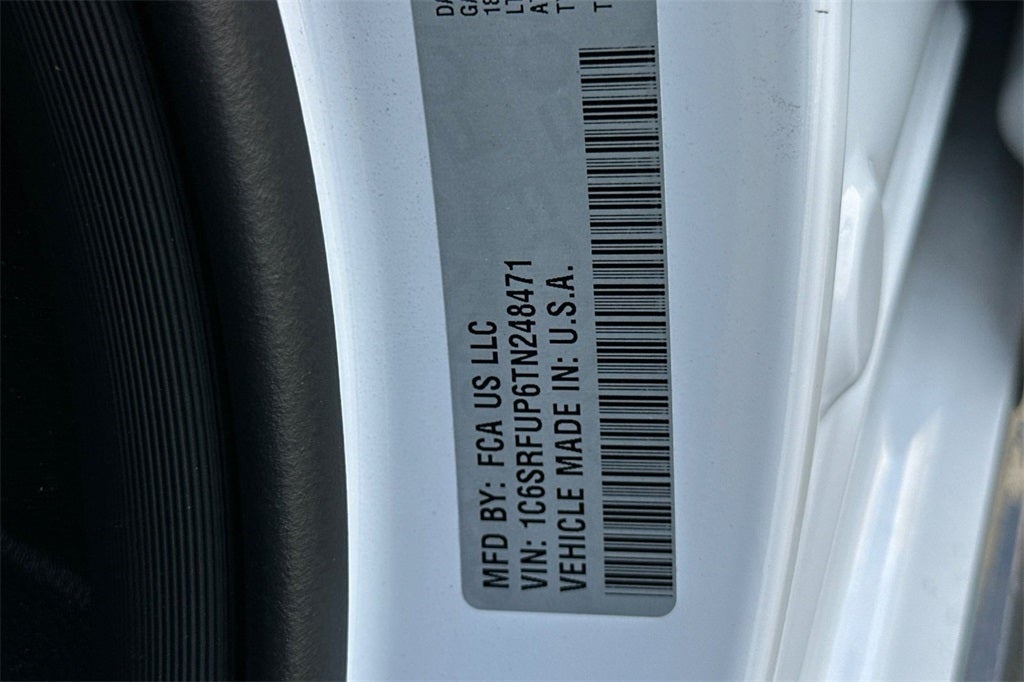 MFD BY: FCA US LLC
VIN: 1C6SRFUP6TN248471
VEHICLE MADE IN: U.S.A.